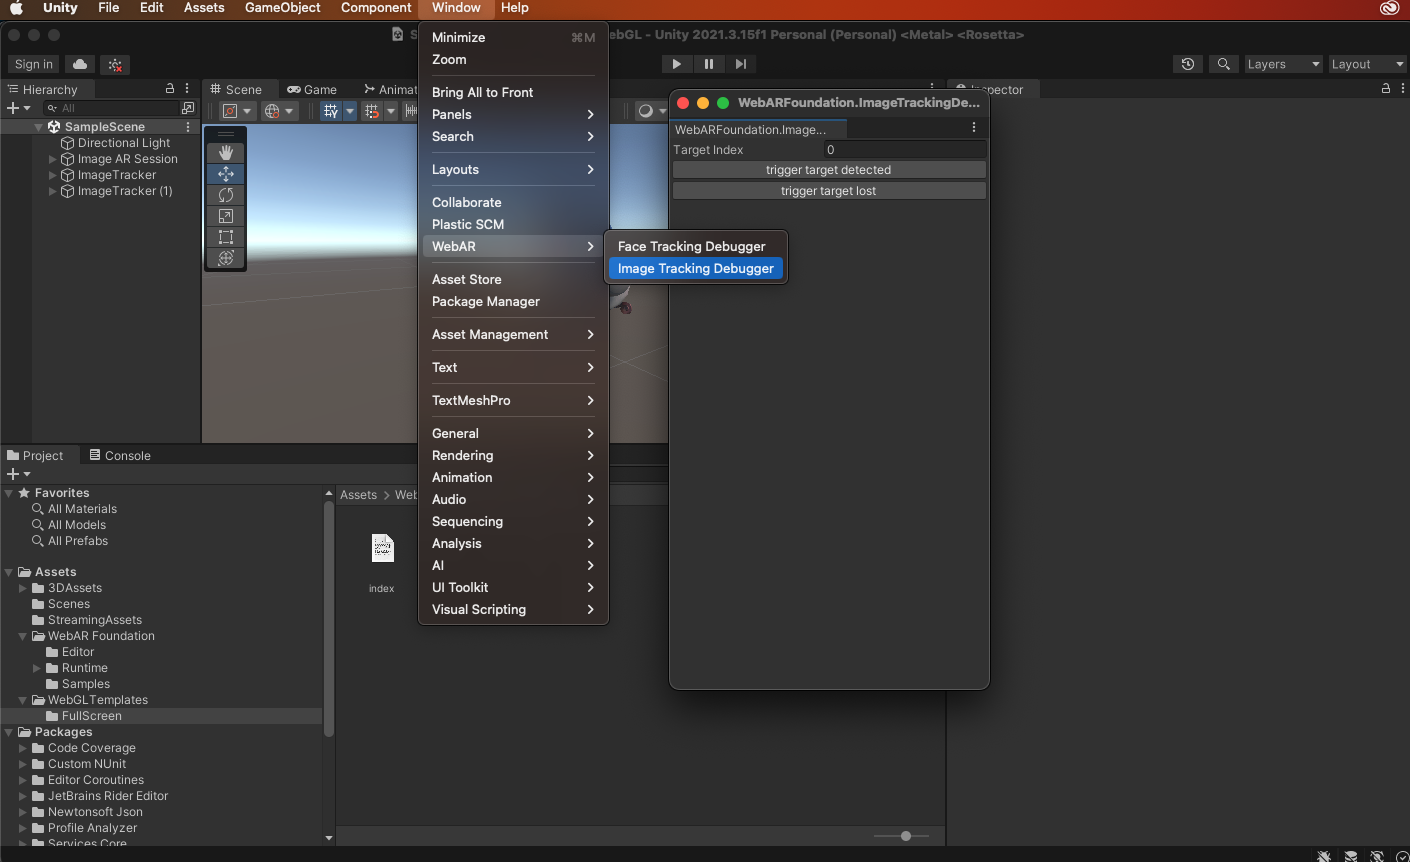 Unity File Edit Assets GameObject Component Window Help
ebGL - Unity 2021.3.15f1 Personal (Personal) <Metal> <Rosetta>
Sign in
Layers
Layout
Hierarchy
All
SampleScene
Directional Light
Image AR Session
ImageTracker
ImageTracker (1)
Scene
Game
Animat
Minimize ⌘M
Zoom
Bring All to Front
Panels
Search
Layouts
Collaborate
Plastic SCM
WebAR
Asset Store
Package Manager
Asset Management
Text
TextMeshPro
General
Rendering
Animation
Audio
Sequencing
Analysis
AI
UI Toolkit
Visual Scripting
Face Tracking Debugger
Image Tracking Debugger
Inspector
WebARFoundation.ImageTrackingDe...
WebARFoundation.Image...
Target Index 0
trigger target detected
trigger target lost
Project
Console
Favorites
All Materials
All Models
All Prefabs
Assets
3DAssets
Scenes
StreamingAssets
WebAR Foundation
Editor
Runtime
Samples
WebGLTemplates
FullScreen
Packages
Code Coverage
Custom NUnit
Editor Coroutines
JetBrains Rider Editor
Newtonsoft Json
Profile Analyzer
Services Core
Assets > Web
index